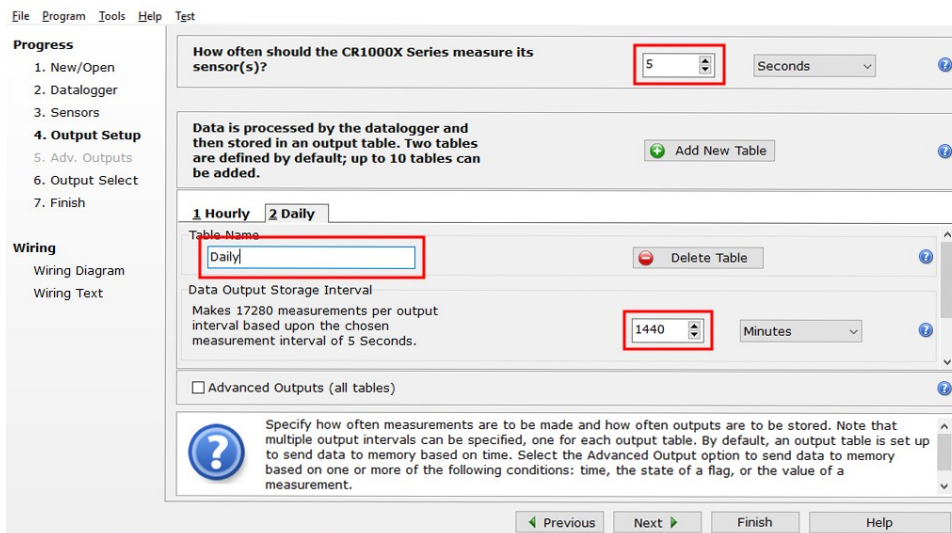 File Program Tools Help Test
Progress
1. New/Open
2. Datalogger
3. Sensors
4. Output Setup
5. Adv. Outputs
6. Output Select
7. Finish
Wiring
Wiring Diagram
Wiring Text
How often should the CR1000X Series measure its
sensor(s)?
5
Seconds
Data is processed by the datalogger and
then stored in an output table. Two tables
are defined by default; up to 10 tables can
be added.
Add New Table
1 Hourly 2 Daily
Table Name
Daily
Delete Table
Data Output Storage Interval
Makes 17280 measurements per output
interval based upon the chosen
measurement interval of 5 Seconds.
1440
Minutes
Advanced Outputs (all tables)
Specify how often measurements are to be made and how often outputs are to be stored. Note that
multiple output intervals can be specified, one for each output table. By default, an output table is set up
to send data to memory based on time. Select the Advanced Output option to send data to memory
based on one or more of the following conditions: time, the state of a flag, or the value of a
measurement.
Previous Next Finish Help